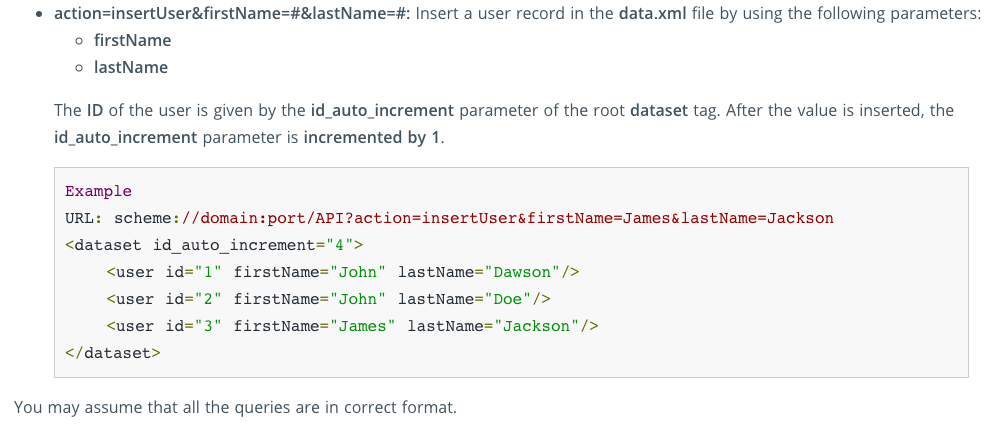 • action=insertUser&firstName=#&lastName=#: Insert a user record in the data.xml file by using the following parameters:
◦ firstName
◦ lastName
The ID of the user is given by the id_auto_increment parameter of the root dataset tag. After the value is inserted, the
id_auto_increment parameter is incremented by 1.
Example
URL: scheme://domain:port/API?action=insertUser&firstName=James&lastName=Jackson
<dataset id_auto_increment="4">
    <user id="1" firstName="John" lastName="Dawson"/>
    <user id="2" firstName="John" lastName="Doe"/>
    <user id="3" firstName="James" lastName="Jackson"/>
</dataset>
You may assume that all the queries are in correct format.